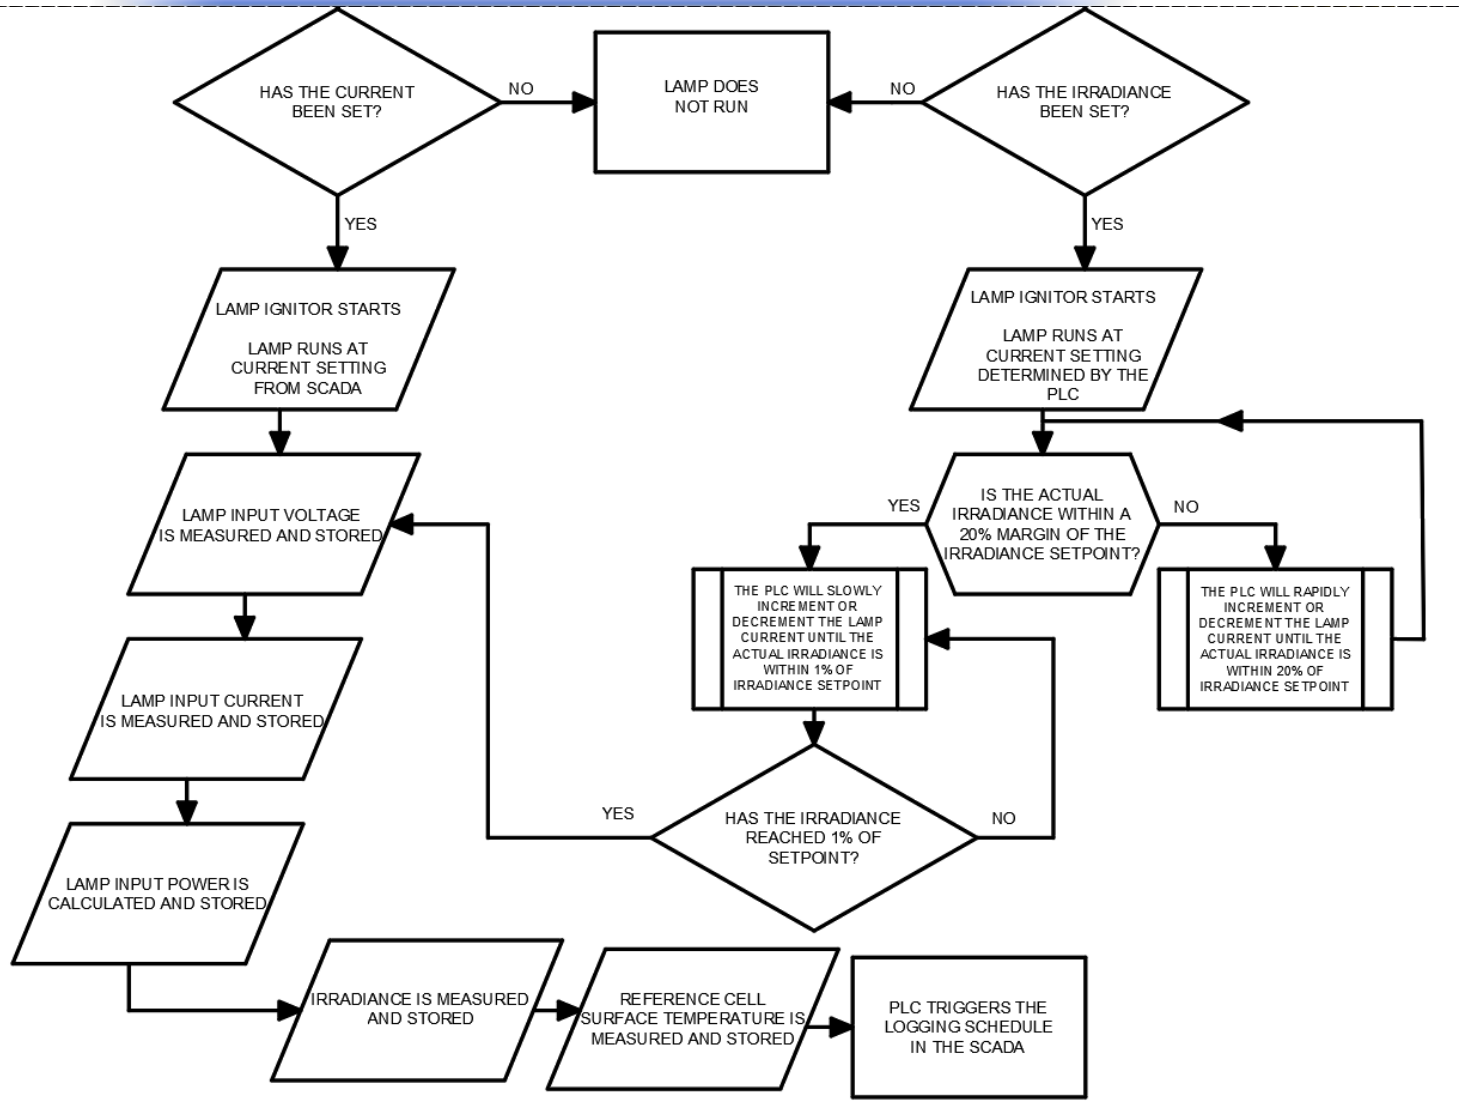 HAS THE CURRENT
BEEN SET?
NO
LAMP DOES
NOT RUN
NO
HAS THE IRRADIANCE
BEEN SET?
YES
YES
LAMP IGNITOR STARTS
LAMP RUNS AT
CURRENT SETTING
FROM SCADA
LAMP IGNITOR STARTS
LAMP RUNS AT
CURRENT SETTING
DETERMINED BY THE
PLC
LAMP INPUT VOLTAGE
IS MEASURED AND STORED
YES
IS THE ACTUAL
IRRADIANCE WITHIN A
20% MARGIN OF THE
IRRADIANCE SETPOINT?
NO
THE PLC WILL SLOWLY
INCREMENT OR
DECREMENT THE LAMP
CURRENT UNTIL THE
ACTUAL IRRADIANCE IS
WITHIN 1% OF
IRRADIANCE SETPOINT
THE PLC WILL RAPIDLY
INCREMENT OR
DECREMENT THE LAMP
CURRENT UNTIL THE
ACTUAL IRRADIANCE IS
WITHIN 20% OF
IRRADIANCE SETPOINT
LAMP INPUT CURRENT
IS MEASURED AND STORED
YES
HAS THE IRRADIANCE
REACHED 1% OF
SETPOINT?
NO
LAMP INPUT POWER IS
CALCULATED AND STORED
IRRADIANCE IS MEASURED
AND STORED
REFERENCE CELL
SURFACE TEMPERATURE IS
MEASURED AND STORED
PLC TRIGGERS THE
LOGGING SCHEDULE
IN THE SCADA